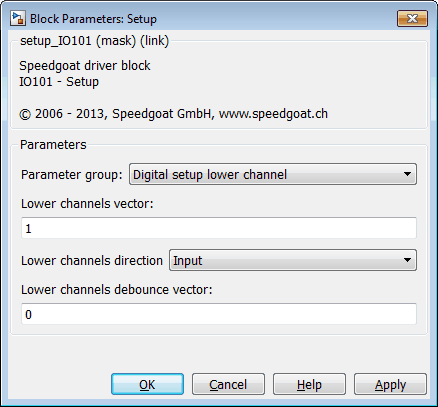 Block Parameters: Setup
setup_IO101 (mask) (link)
Speedgoat driver block
IO101 - Setup
© 2006 - 2013, Speedgoat GmbH, www.speedgoat.ch
Parameters
Parameter group: Digital setup lower channel
Lower channels vector:
1
Lower channels direction Input
Lower channels debounce vector:
0
OK Cancel Help Apply